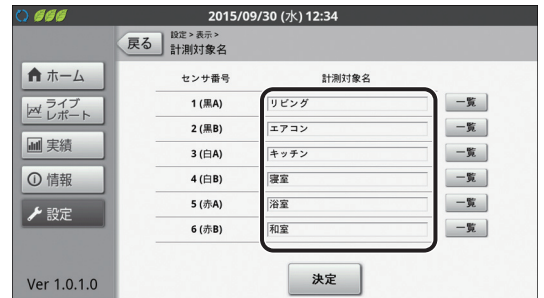 2015/09/30 (水) 12:34
戻る
設定 > 表示 >
計測対象名
ホーム
ライブ
レポート
実績
情報
設定
Ver 1.0.1.0
センサ番号 計測対象名
1 (黒A) リビング 一覧
2 (黒B) エアコン 一覧
3 (白A) キッチン 一覧
4 (白B) 寝室 一覧
5 (赤A) 浴室 一覧
6 (赤B) 和室 一覧
決定